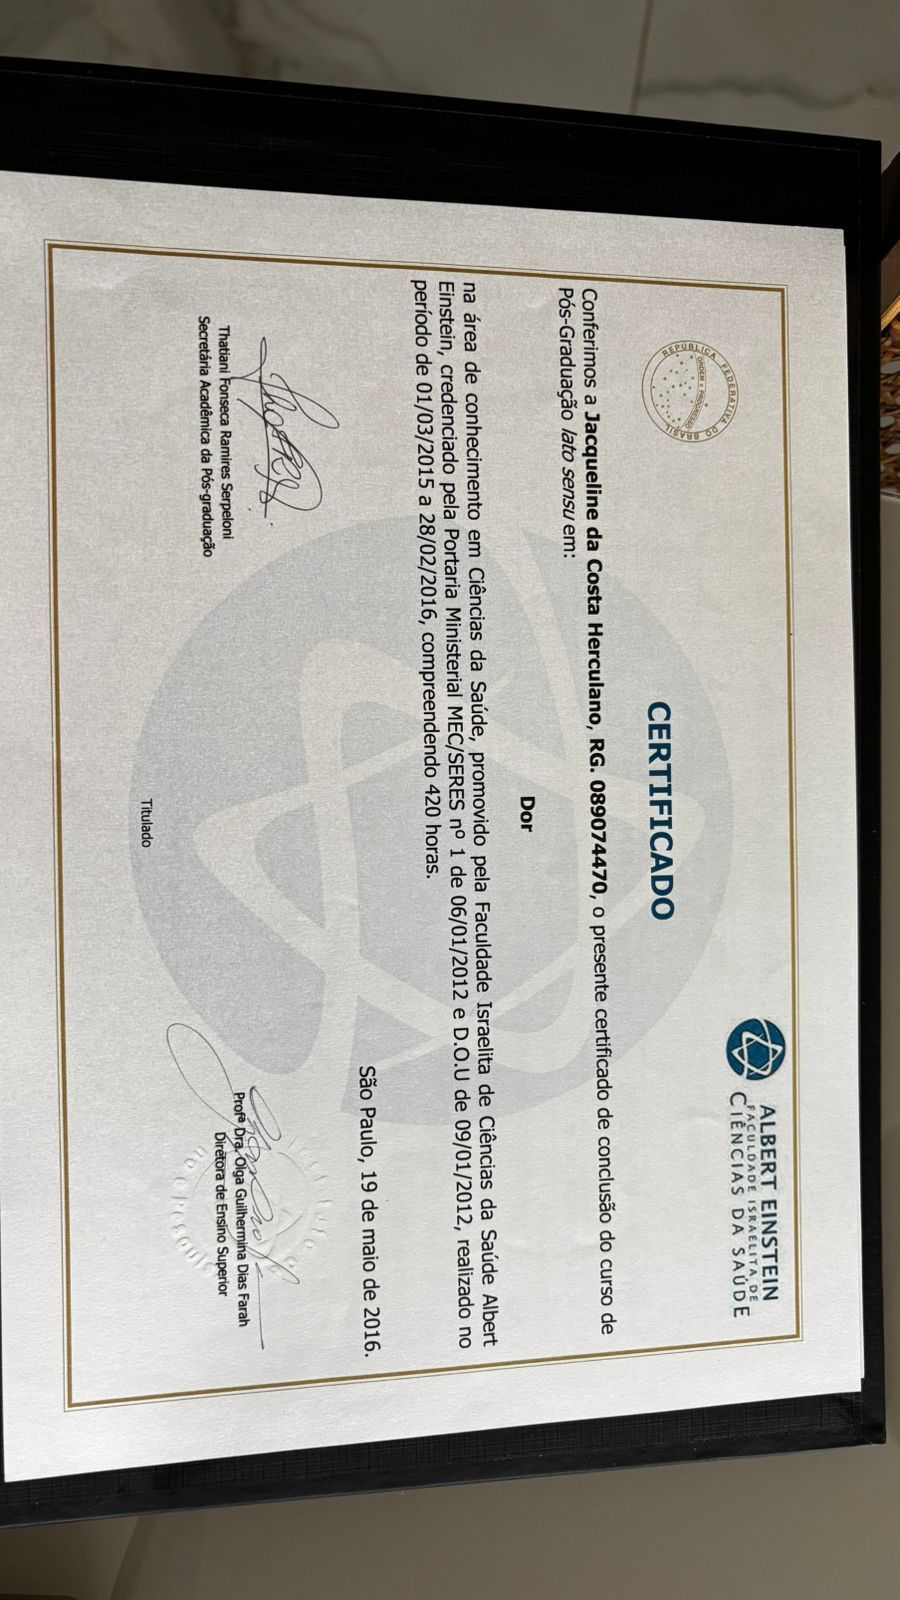 ALBERT EINSTEIN
FACULDADE ISRAELITA DE
CIÊNCIAS DA SAÚDE
REPÚBLICA FEDERATIVA DO BRASIL
ORDEM E PROGRESSO
CERTIFICADO
Conferimos a Jacqueline da Costa Herculano, RG. 089074470, o presente certificado de conclusão do curso de
Pós-Graduação lato sensu em:
Dor
na área de conhecimento em Ciências da Saúde, promovido pela Faculdade Israelita de Ciências da Saúde Albert
Einstein, credenciado pela Portaria Ministerial MEC/SERES nº 1 de 06/01/2012 e D.O.U de 09/01/2012, realizado no
período de 01/03/2015 a 28/02/2016, compreendendo 420 horas.
São Paulo, 19 de maio de 2016.
Thatiani Fonseca Ramires Serpeloni
Secretária Acadêmica da Pós-graduação
Profª Dra. Olga Guilhermina Dias Farah
Diretora de Ensino Superior
Titulado